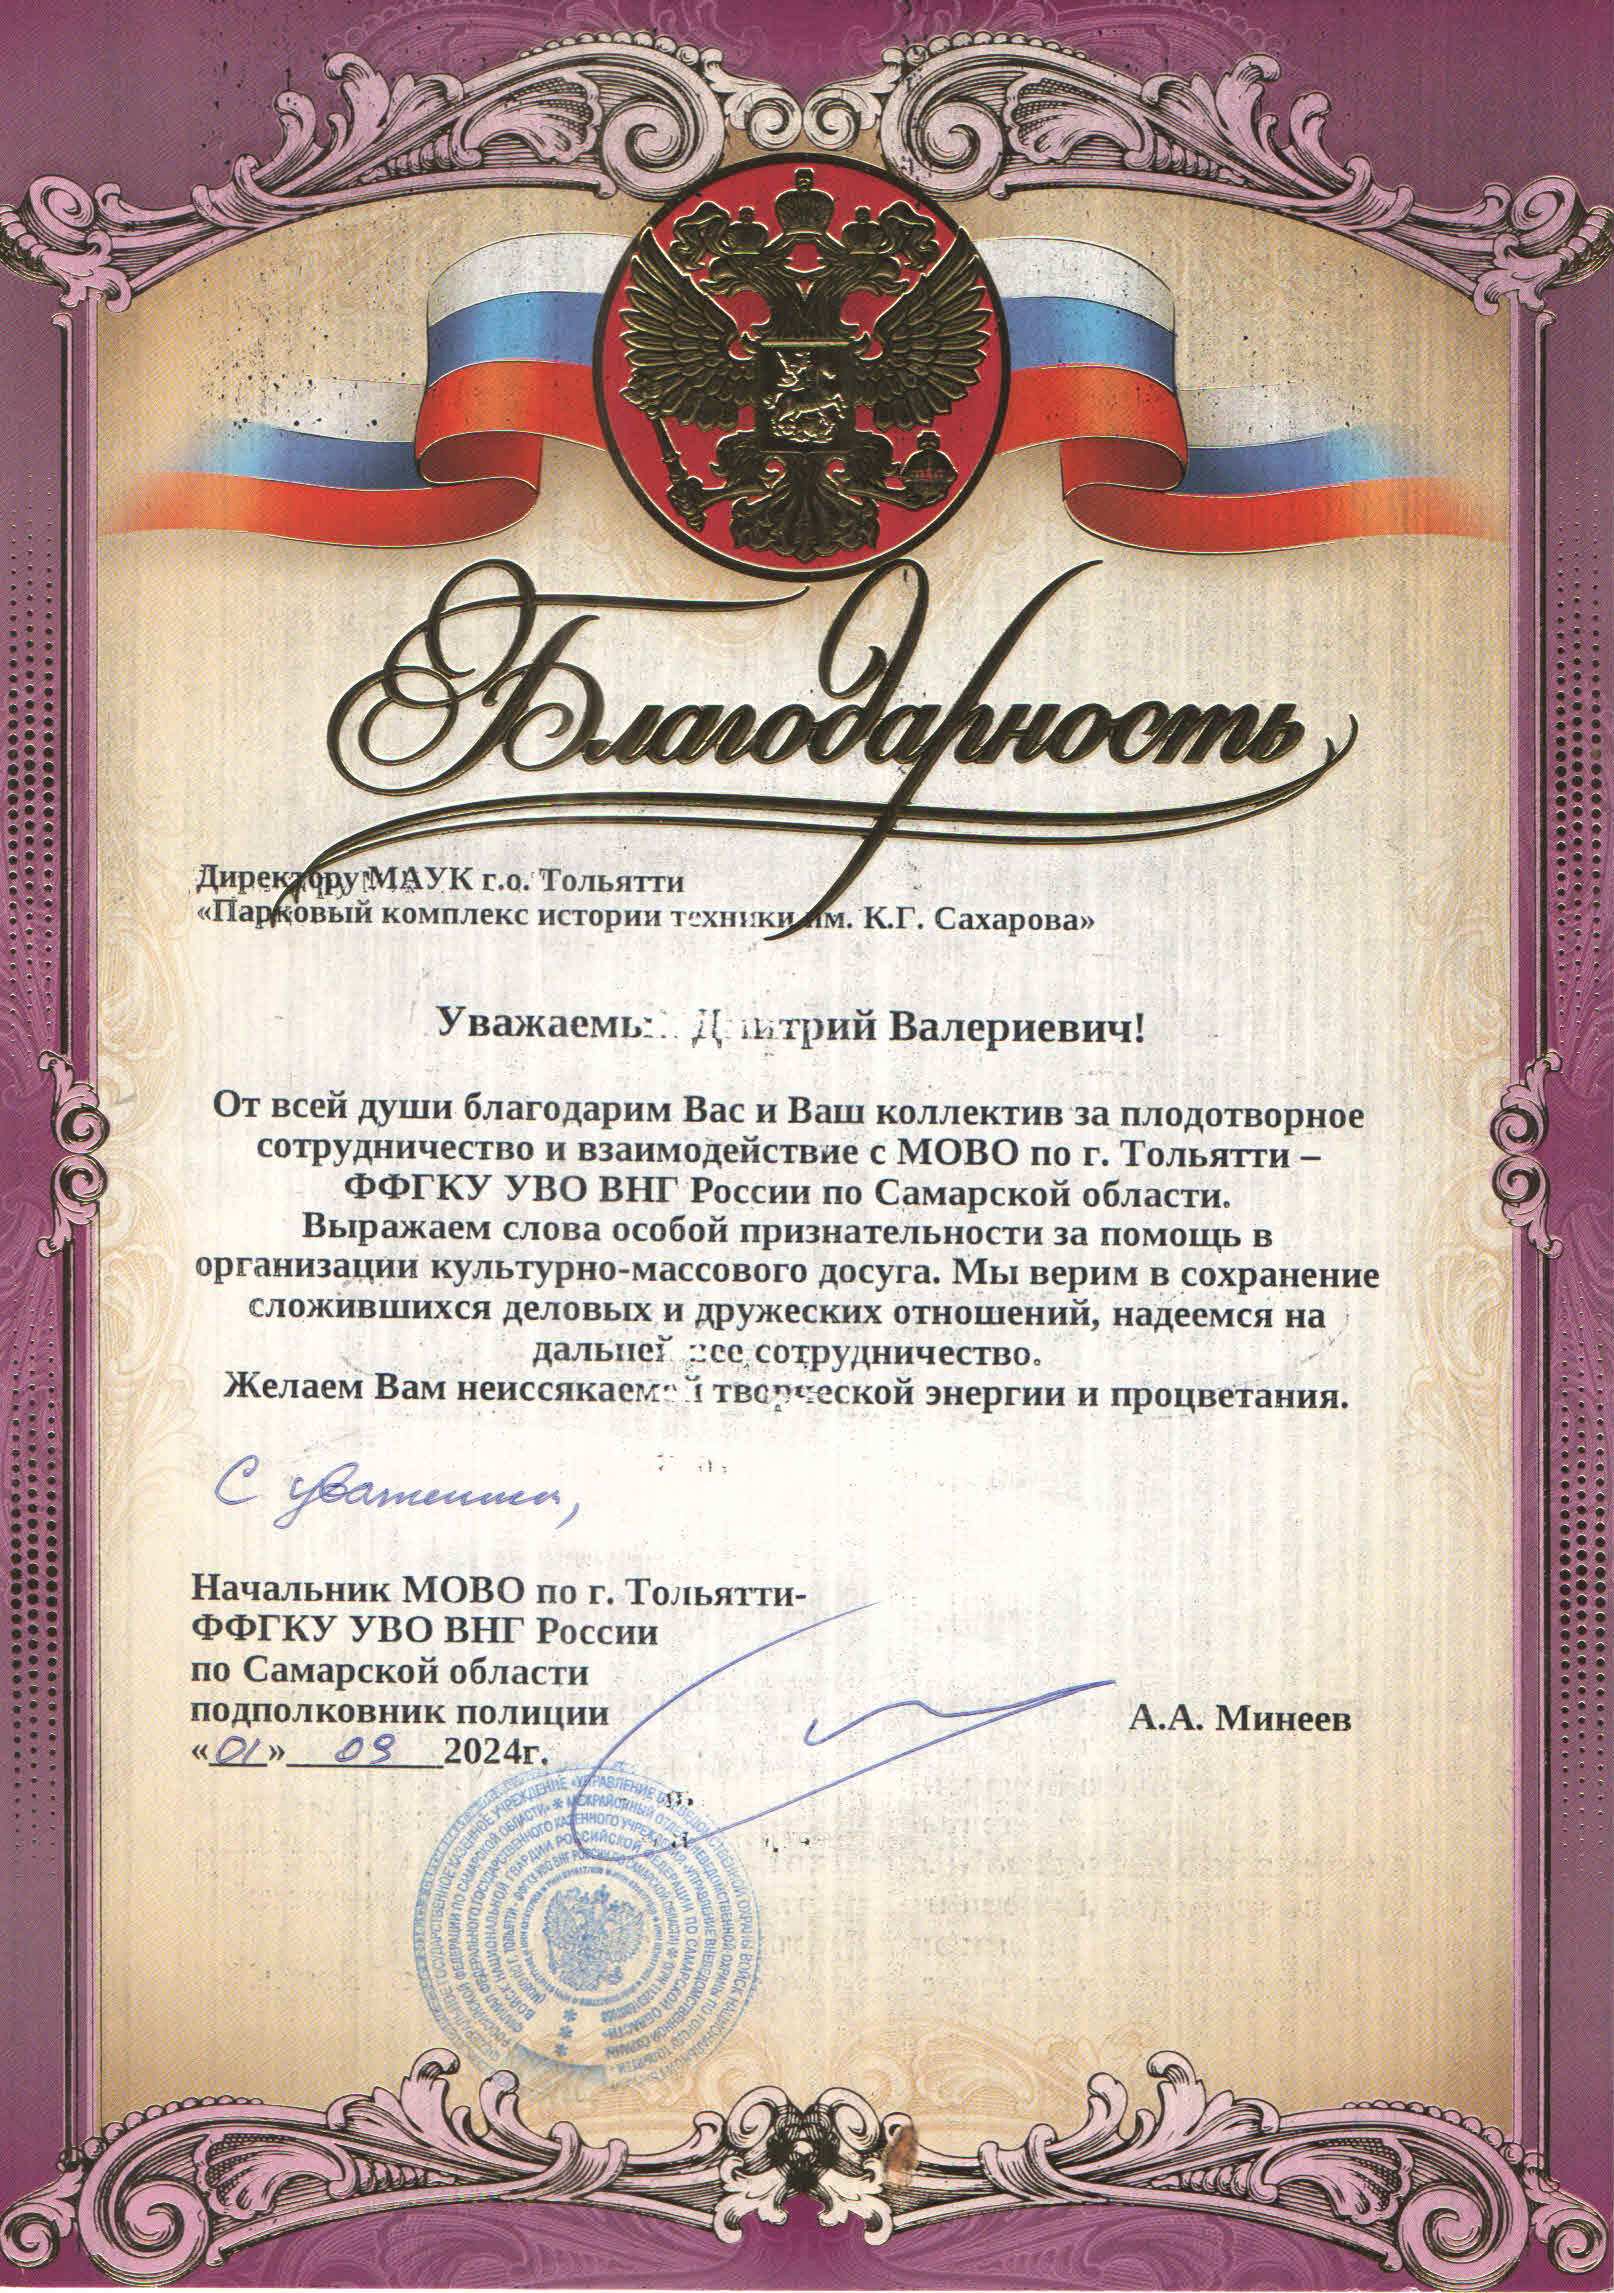 Благодарность
Директору МАУК г.о. Тольятти
«Парковый комплекс истории техники им. К.Г. Сахарова»
Уважаемый Дмитрий Валериевич!
От всей души благодарим Вас и Ваш коллектив за плодотворное
сотрудничество и взаимодействие с МОВО по г. Тольятти –
ФФГКУ УВО ВНГ России по Самарской области.
Выражаем слова особой признательности за помощь в
организации культурно-массового досуга. Мы верим в сохранение
сложившихся деловых и дружеских отношений, надеемся на
дальнейшее сотрудничество.
Желаем Вам неиссякаемой творческой энергии и процветания.
С уважением,
Начальник МОВО по г. Тольятти-
ФФГКУ УВО ВНГ России
по Самарской области
подполковник полиции
А.А. Минеев
«01» 09 2024г.